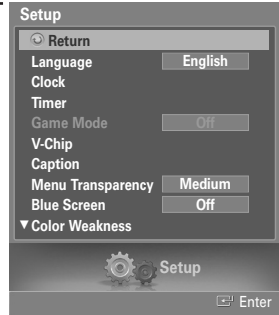 Setup
Return
Language English
Clock
Timer
Game Mode Off
V-Chip
Caption
Menu Transparency Medium
Blue Screen Off
▼Color Weakness
Setup
Enter